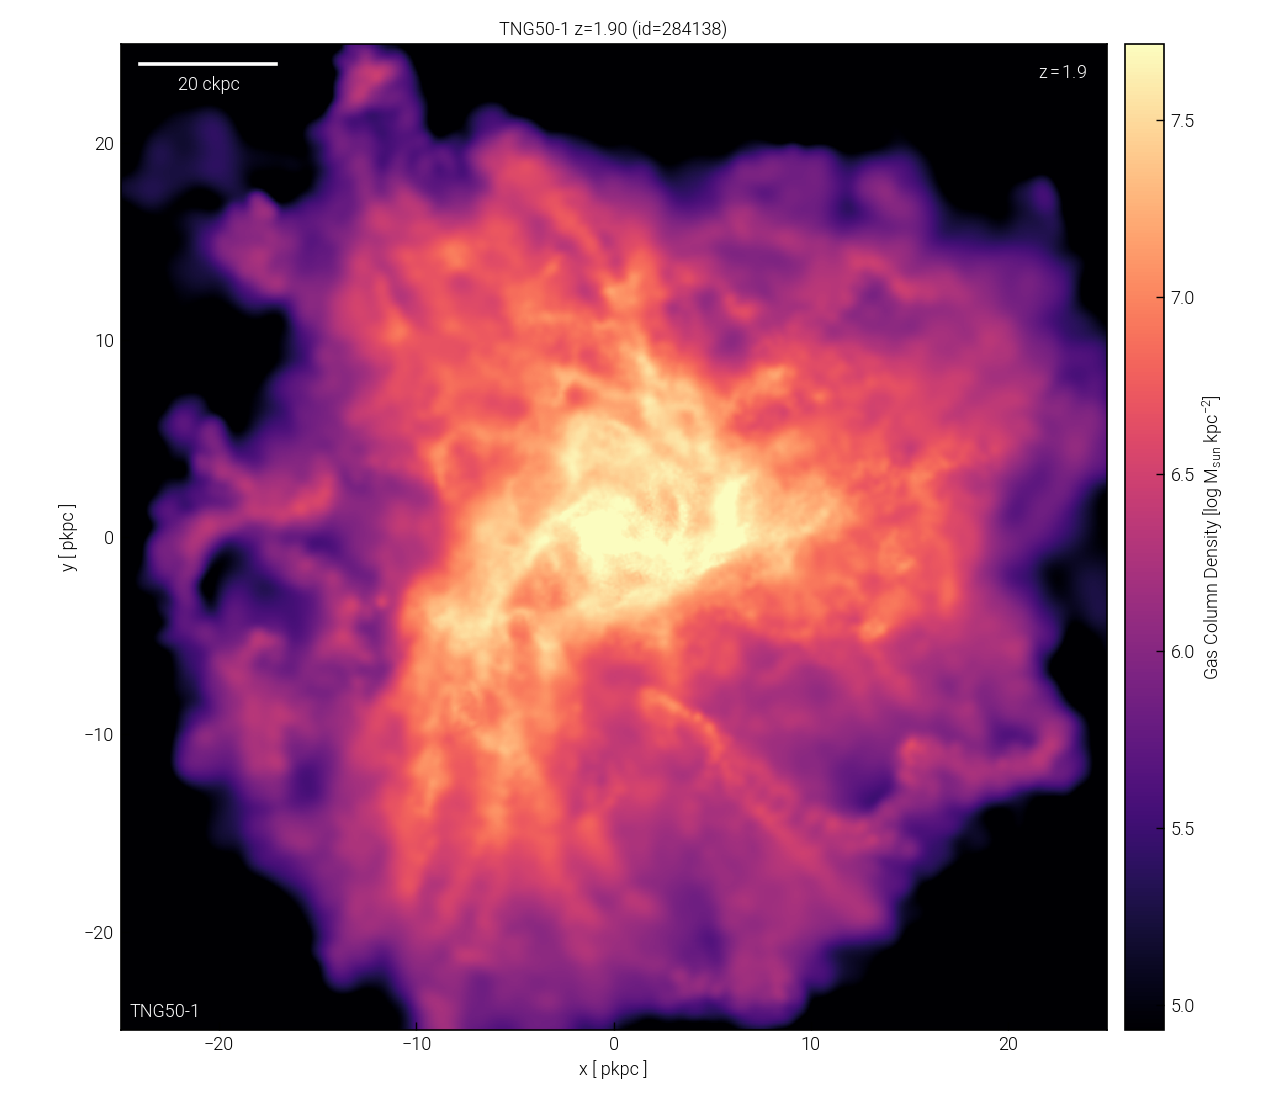 TNG50-1 z=1.90 (id=284138)
20 ckpc
z=1.9
TNG50-1
20
10
0
−10
−20
y [ pkpc ]
−20
−10
0
10
20
x [ pkpc ]
7.5
7.0
6.5
6.0
5.5
5.0
Gas Column Density [log M_sun kpc^−2]